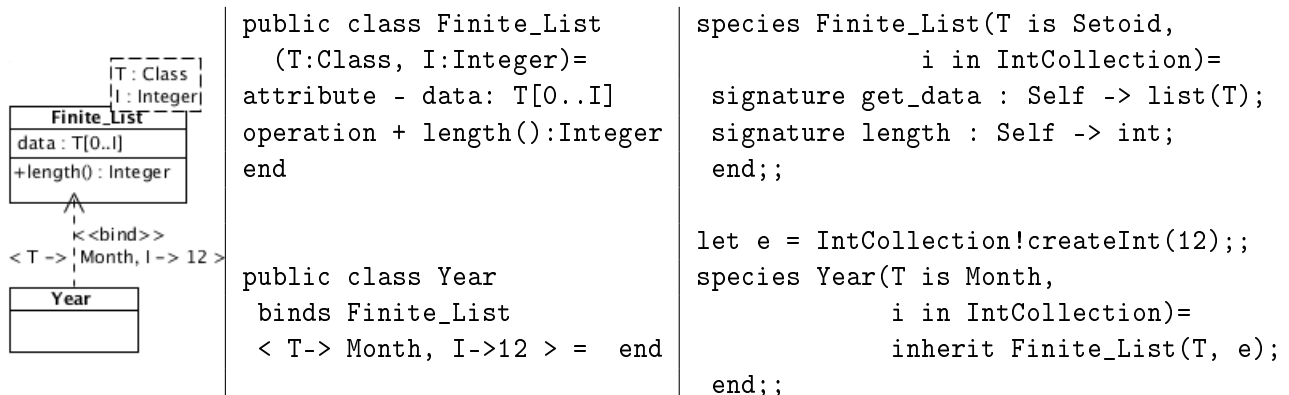 T : Class
I : Integer
Finite_List
data : T[0..I]
+length() : Integer
<<bind>>
< T -> Month, I -> 12 >
Year
public class Finite_List
(T:Class, I:Integer)=
attribute - data: T[0..I]
operation + length():Integer
end
public class Year
binds Finite_List
< T-> Month, I->12 > = end
species Finite_List(T is Setoid,
i in IntCollection)=
signature get_data : Self -> list(T);
signature length : Self -> int;
end;;
let e = IntCollection!createInt(12);;
species Year(T is Month,
i in IntCollection)=
inherit Finite_List(T, e);
end;;